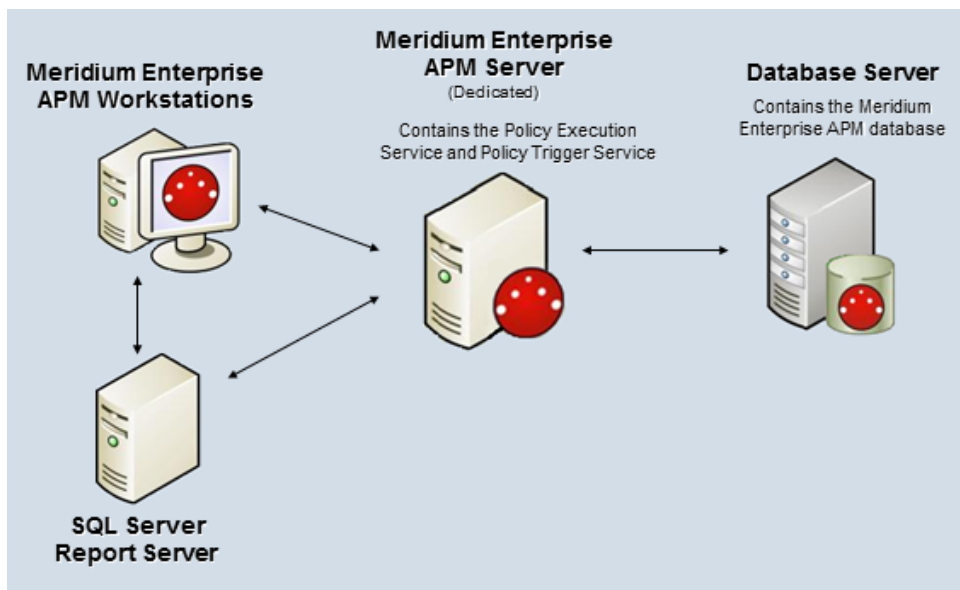 Meridium Enterprise
APM Workstations
Meridium Enterprise
APM Server
(Dedicated)
Contains the Policy Execution
Service and Policy Trigger Service
Database Server
Contains the Meridium
Enterprise APM database
SQL Server
Report Server